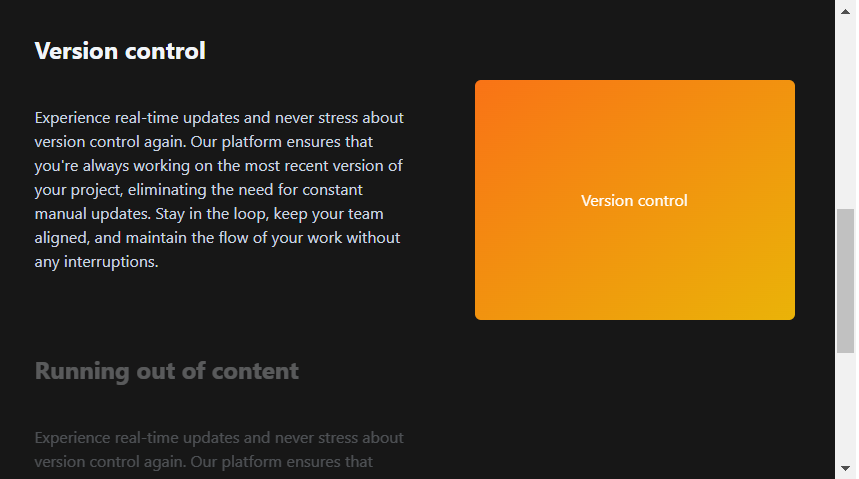 Version control
Experience real-time updates and never stress about
version control again. Our platform ensures that
you're always working on the most recent version of
your project, eliminating the need for constant
manual updates. Stay in the loop, keep your team
aligned, and maintain the flow of your work without
any interruptions.
Version control
Running out of content
Experience real-time updates and never stress about
version control again. Our platform ensures that